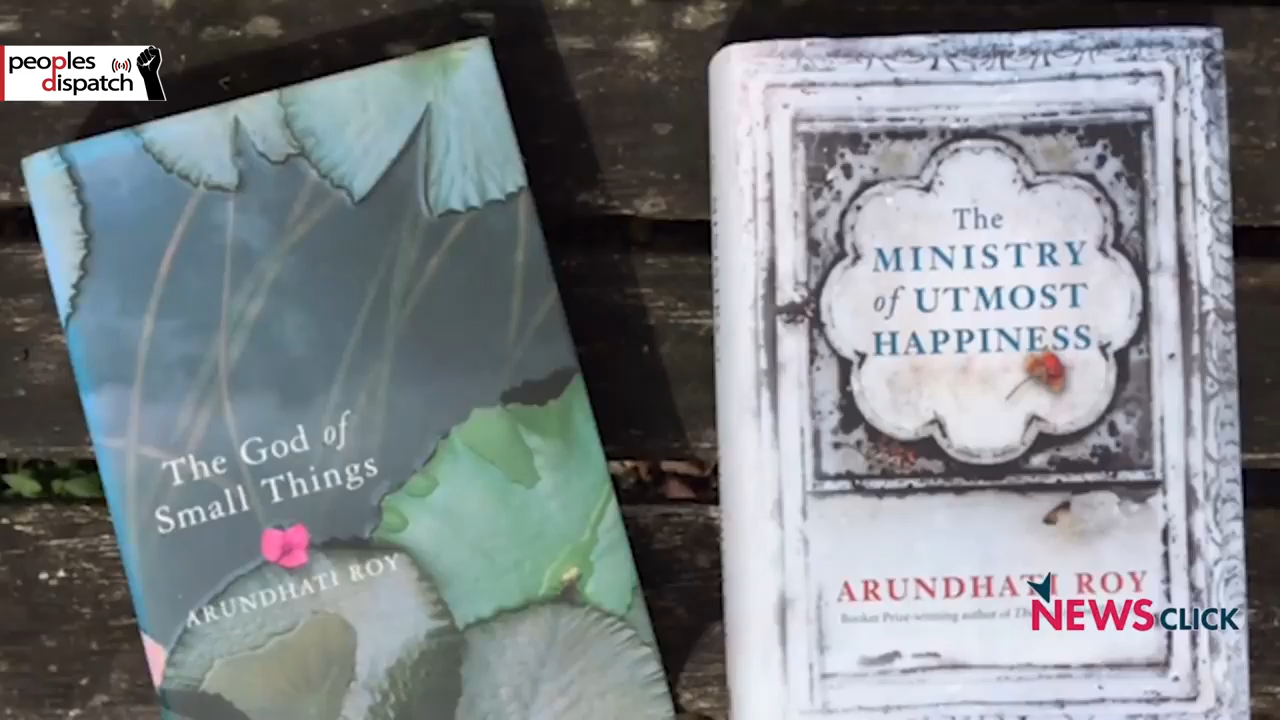 peoples
dispatch
The God of
Small Things
ARUNDHATI ROY
The
MINISTRY
of UTMOST
HAPPINESS
ARUNDHATI ROY
Booker Prize-winning author of
NEWSCLICK